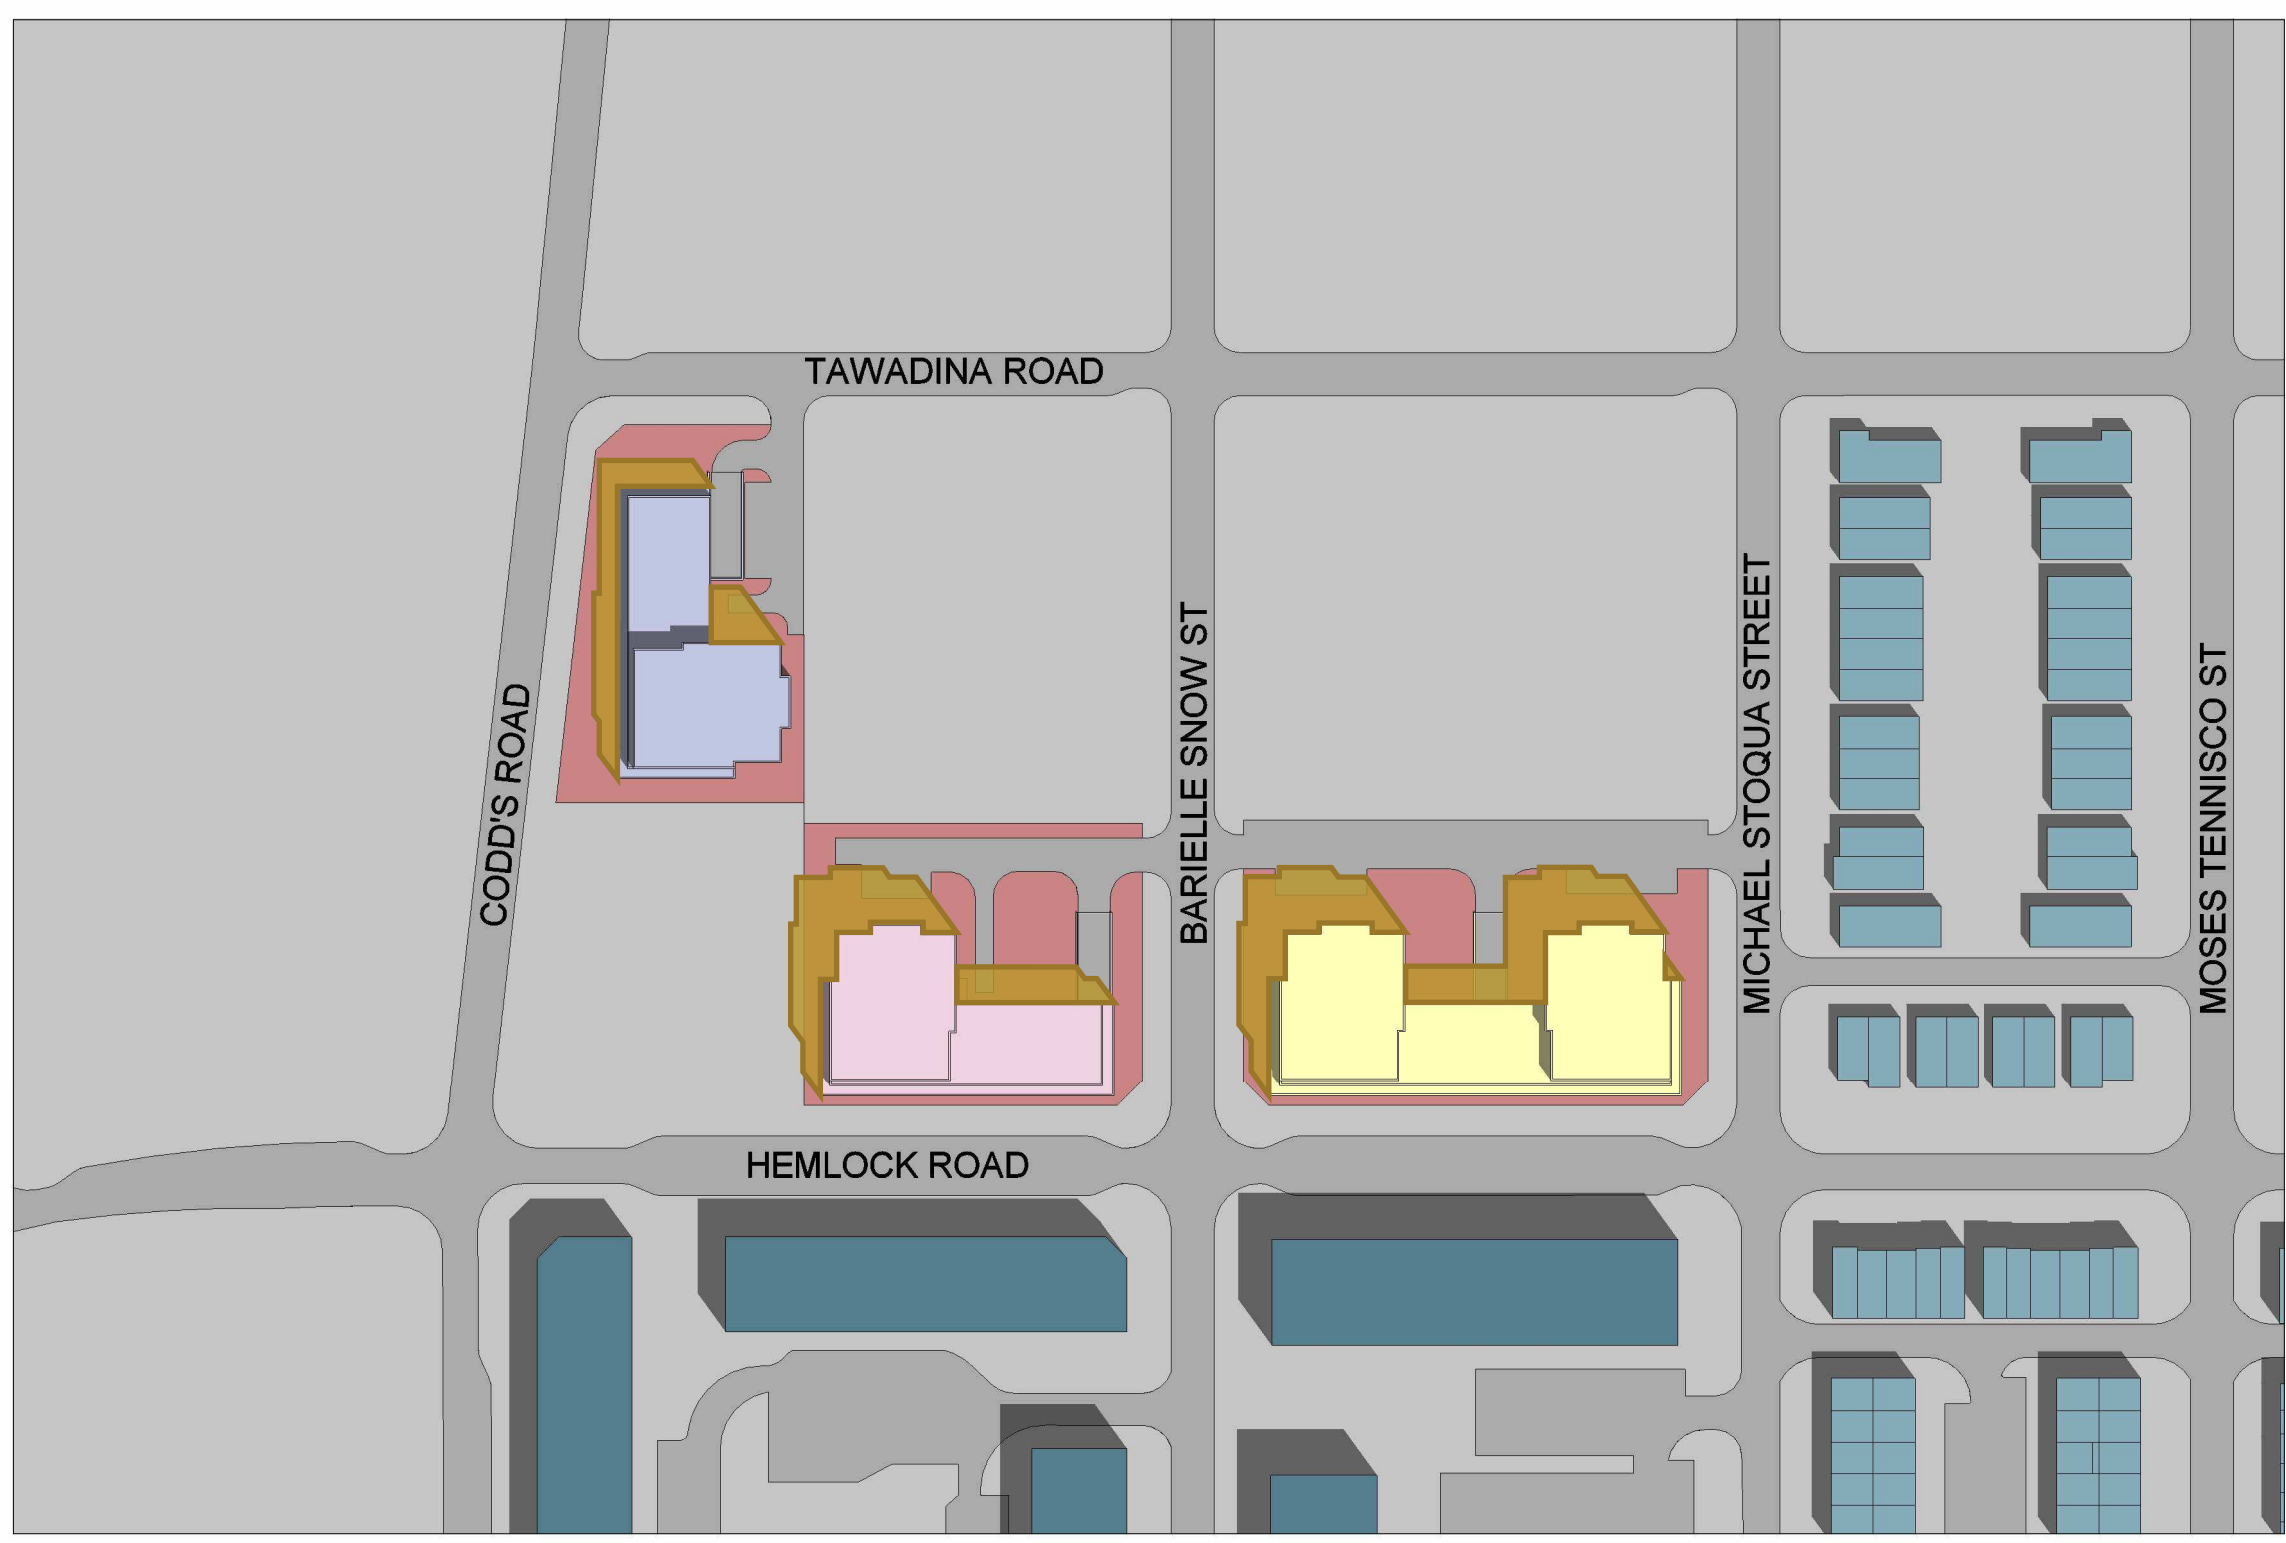 TAWADINA ROAD
CODD'S ROAD
BARIELLE SNOW ST
MICHAEL STOQUA STREET
MOSES TENNISCO ST
HEMLOCK ROAD